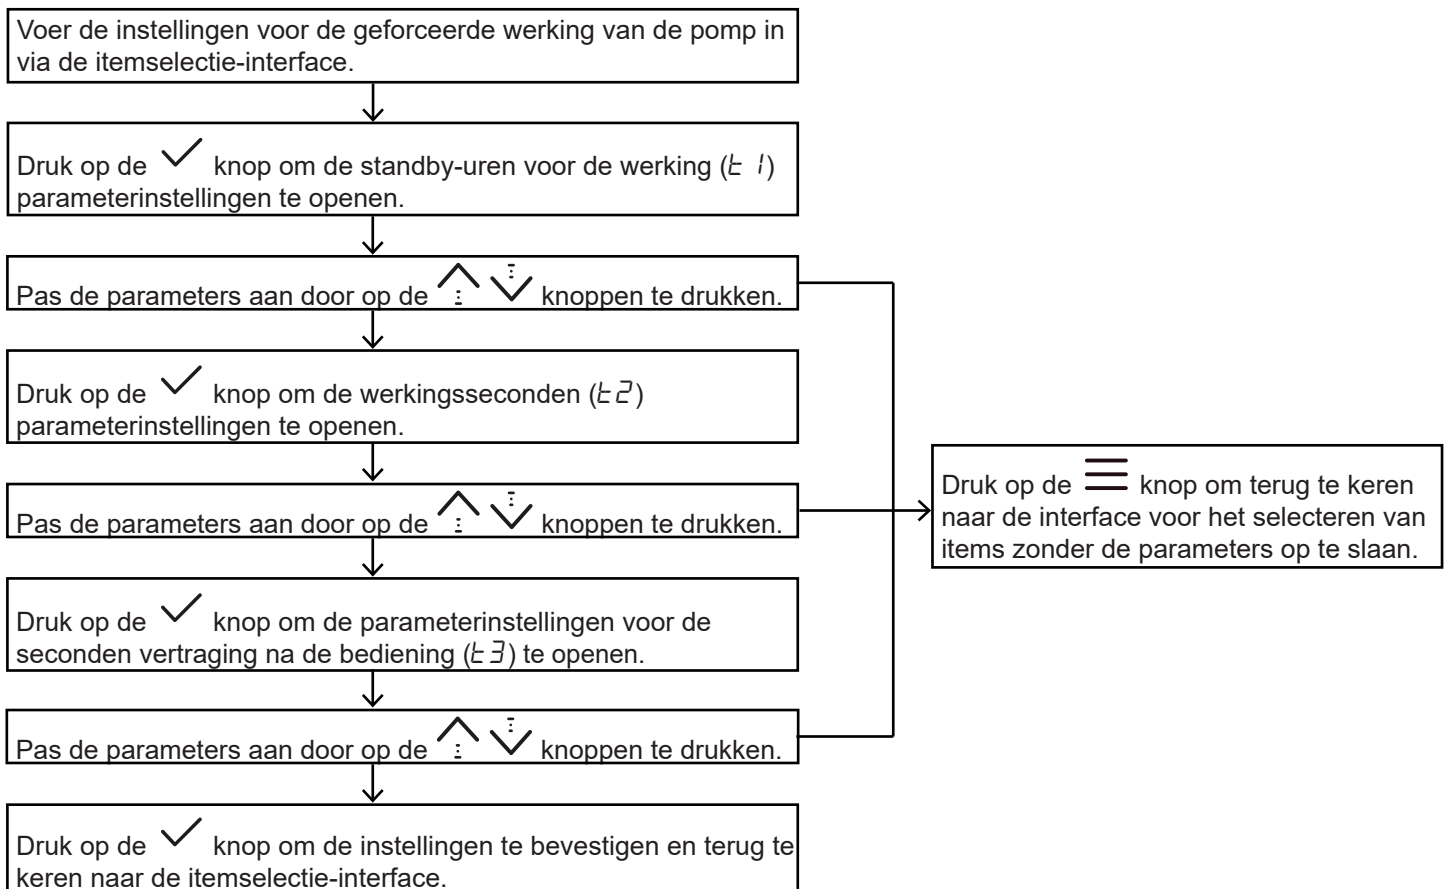 Voer de instellingen voor de geforceerde werking van de pomp in
via de itemselectie-interface.
Druk op de knop om de standby-uren voor de werking (t1)
parameterinstellingen te openen.
Pas de parameters aan door op de knoppen te drukken.
Druk op de knop om de werkingsseconden (t2)
parameterinstellingen te openen.
Pas de parameters aan door op de knoppen te drukken.
Druk op de knop om de parameterinstellingen voor de
seconden vertraging na de bediening (t3) te openen.
Pas de parameters aan door op de knoppen te drukken.
Druk op de knop om de instellingen te bevestigen en terug te
keren naar de itemselectie-interface.
Druk op de knop om terug te keren
naar de interface voor het selecteren van
items zonder de parameters op te slaan.